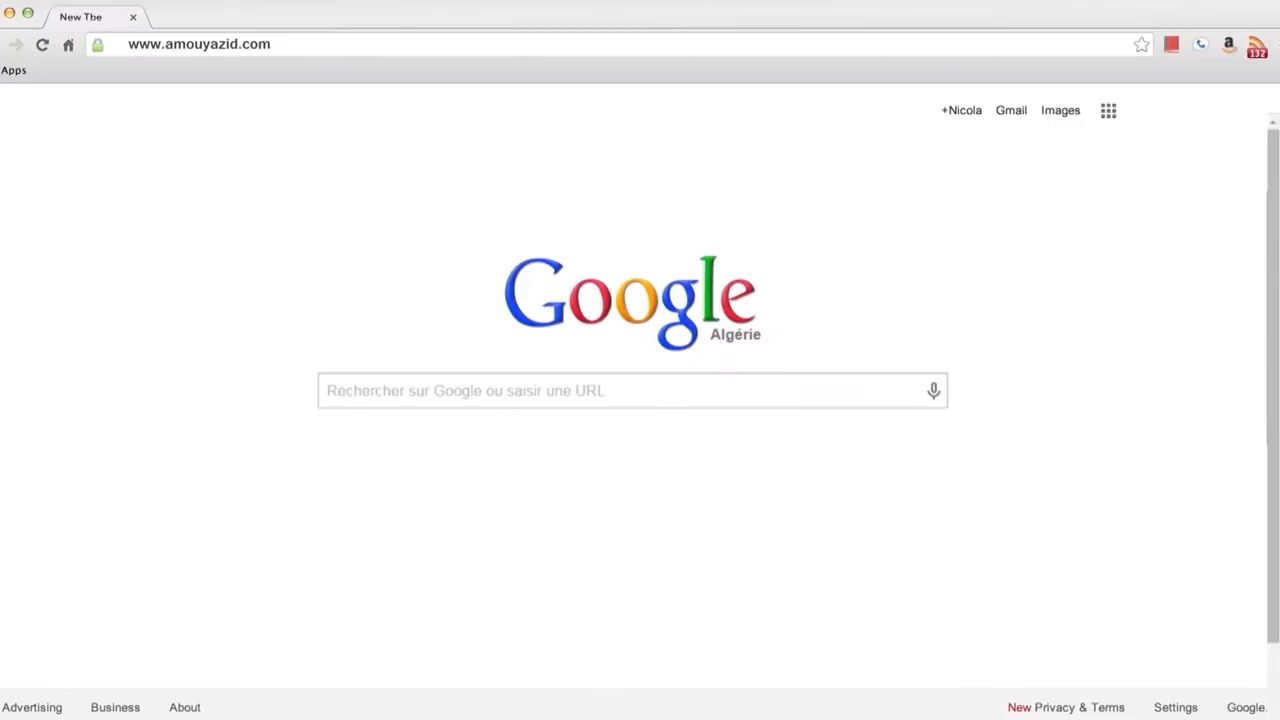 New Tbe
www.amouyazid.com
132
Apps
+Nicola Gmail Images
Google
Algérie
Rechercher sur Google ou saisir une URL
Advertising Business About New Privacy & Terms Settings Google.